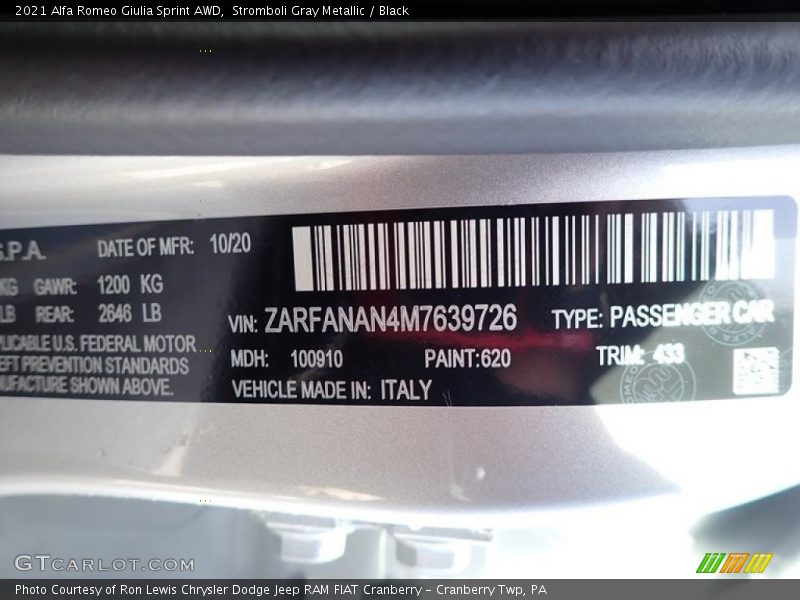 2021 Alfa Romeo Giulia Sprint AWD, Stromboli Gray Metallic / Black
S.P.A. DATE OF MFR: 10/20
KG GAWR: 1200 KG
LB REAR: 2646 LB
VIN: ZARFANAN4M7639726 TYPE: PASSENGER CAR
PLICABLE U.S. FEDERAL MOTOR
EFT PREVENTION STANDARDS
NUFACTURE SHOWN ABOVE.
MDH: 100910 PAINT:620 TRIM: 433
VEHICLE MADE IN: ITALY
GTCARLOT.COM
Photo Courtesy of Ron Lewis Chrysler Dodge Jeep RAM FIAT Cranberry - Cranberry Twp, PA